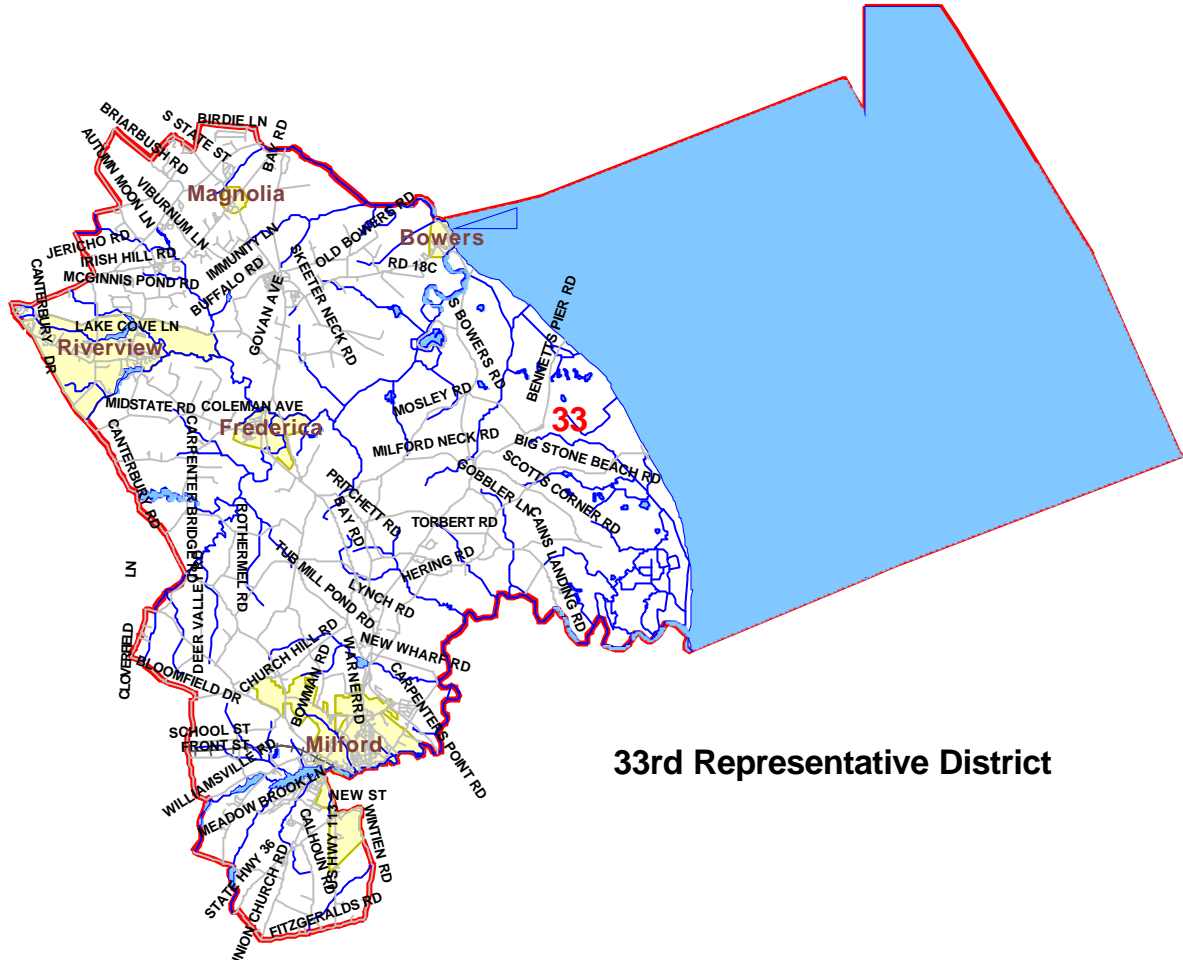 BIRDIE LN
S STATE ST
BRIARBUSH RD
BAY RD
AUTUMN MOON LN
VIBURNUM LN
Magnolia
OLD BOWERS RD
Bowers
JERICHO RD
IRISH HILL RD
IMMUNITY LN
MCGINNIS POND RD
BUFFALO RD
SKEETER NECK RD
RD 18C
CANTERBURY DR
LAKE COVE LN
Riverview
GOVAN AVE
S BOWERS RD
BENNETTS PIER RD
MIDSTATE RD
COLEMAN AVE
Frederica
MOSLEY RD
33
CANTERBURY RD
CARPENTER BRIDGE RD
MILFORD NECK RD
BIG STONE BEACH RD
GOBBLER LN
SCOTTS CORNER RD
PRITCHETT RD
BAY RD
ROTHERMEL RD
TORBERT RD
CAINS LANDING RD
TUB MILL POND RD
HERING RD
LYNCH RD
LN
CLOVERFIELD
DEER VALLEY RD
CHURCH HILL RD
NEW WHARF RD
BLOOMFIELD DR
BOWMAN RD
WARNER RD
CARPENTERS POINT RD
SCHOOL ST
FRONT ST
Milford
WILLIAMSVILLE RD
33rd Representative District
MEADOW BROOK LN
NEW ST
CALHOUN RD
US HWY 113
WINTIEN RD
STATE HWY 36
UNION CHURCH RD
FITZGERALDS RD